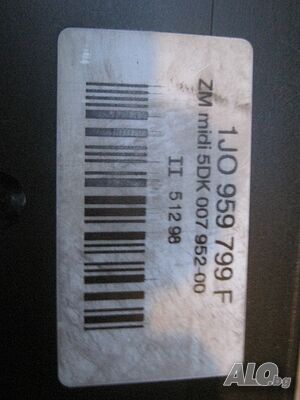 1JO 959 799 F
ZM midi 5DK 007 952-00
II 51298
ALO.bg